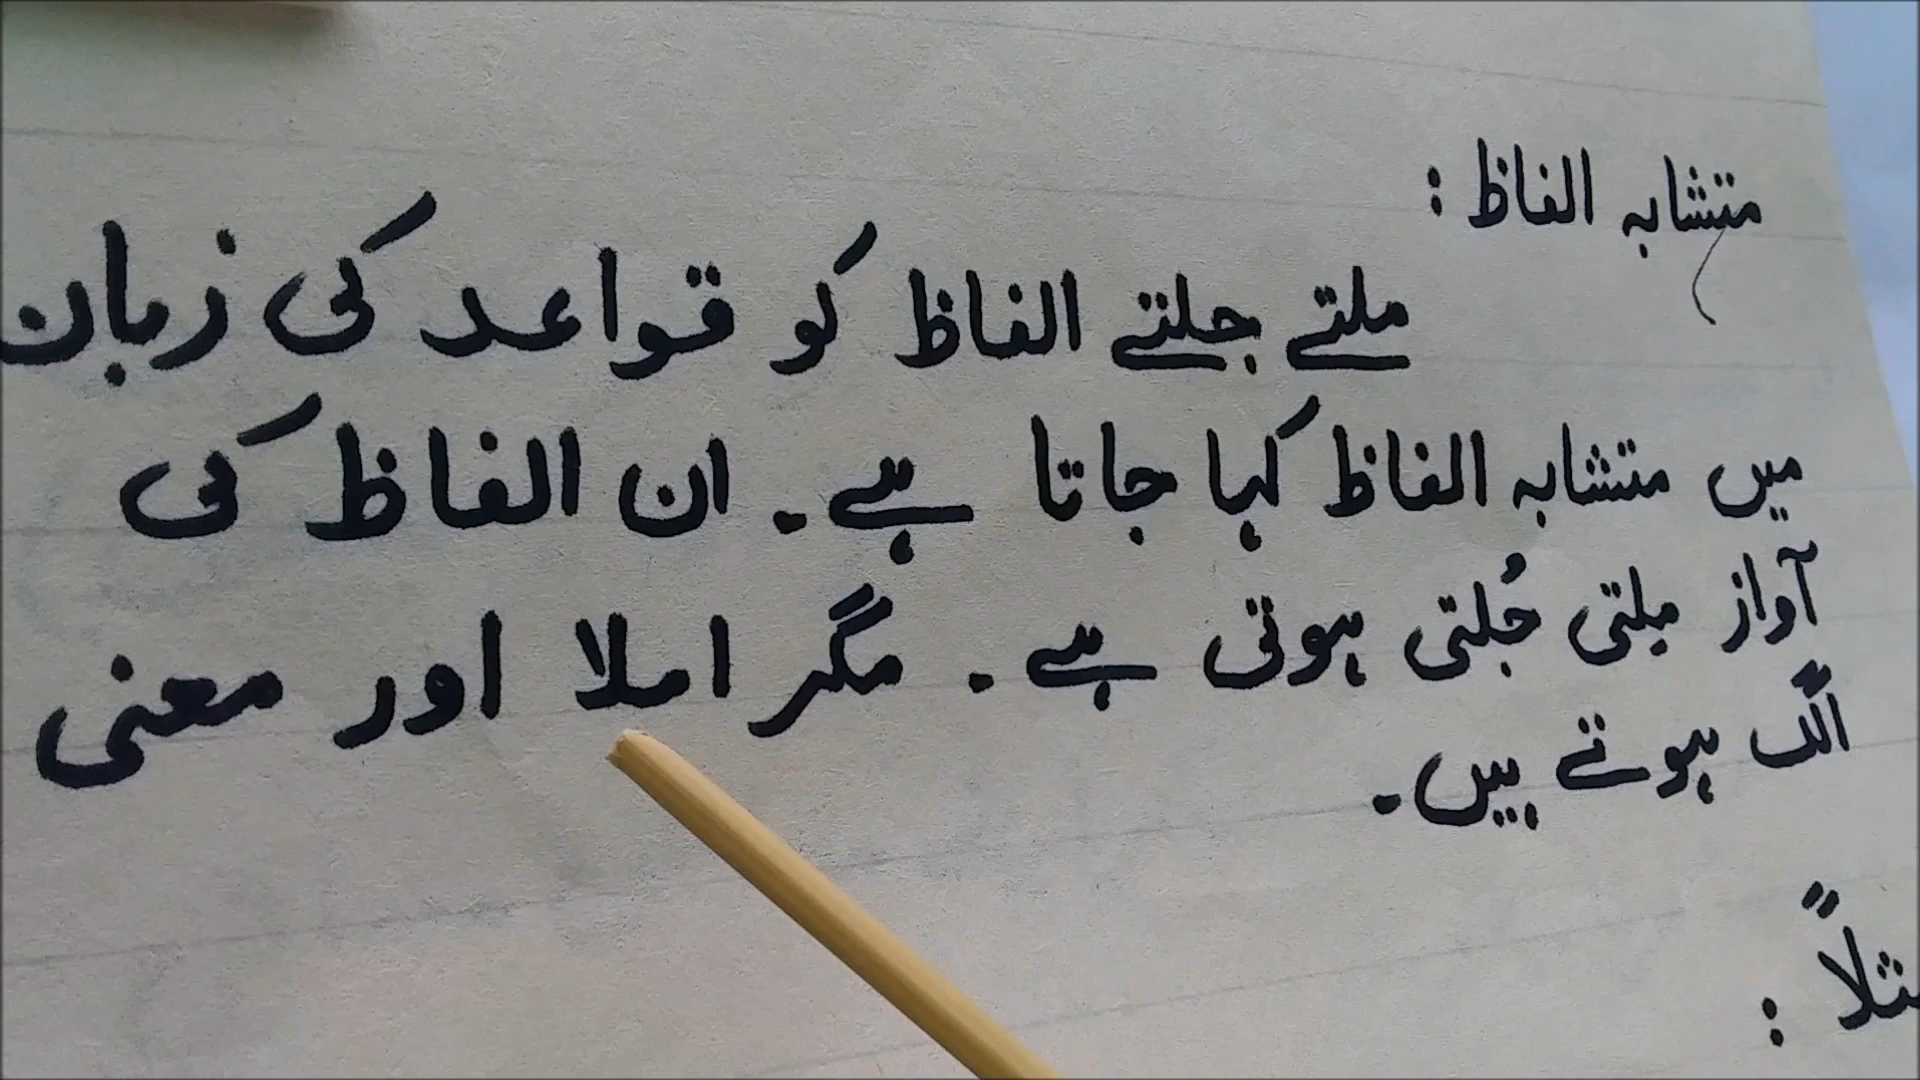 متشابہ الفاظ :
ملتے جلتے الفاظ کو قواعد کی زبان
میں متشابہ الفاظ کہا جاتا ہے۔ ان الفاظ کی
آواز ملتی جُلتی ہوتی ہے۔ مگر املا اور معنی
الگ ہوتے ہیں۔
مثلاً :